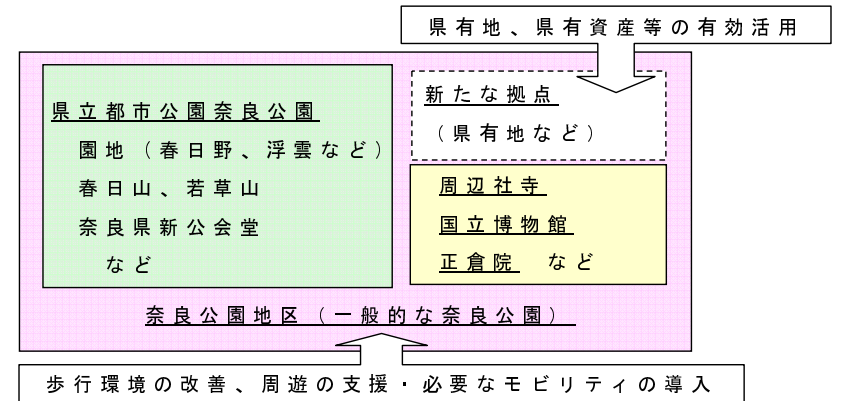 県有地、県有資産等の有効活用
県立都市公園奈良公園
園地(春日野、浮雲など)
春日山、若草山
奈良県新公会堂
など
新たな拠点
(県有地など)
周辺社寺
国立博物館
正倉院 など
奈良公園地区(一般的な奈良公園)
歩行環境の改善、周遊の支援・必要なモビリティの導入